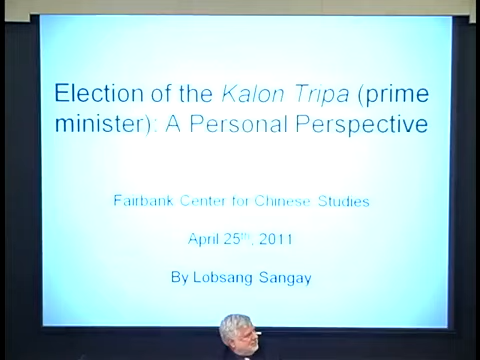 Election of the Kalon Tripa (prime
minister): A Personal Perspective
Fairbank Center for Chinese Studies
April 25th, 2011
By Lobsang Sangay